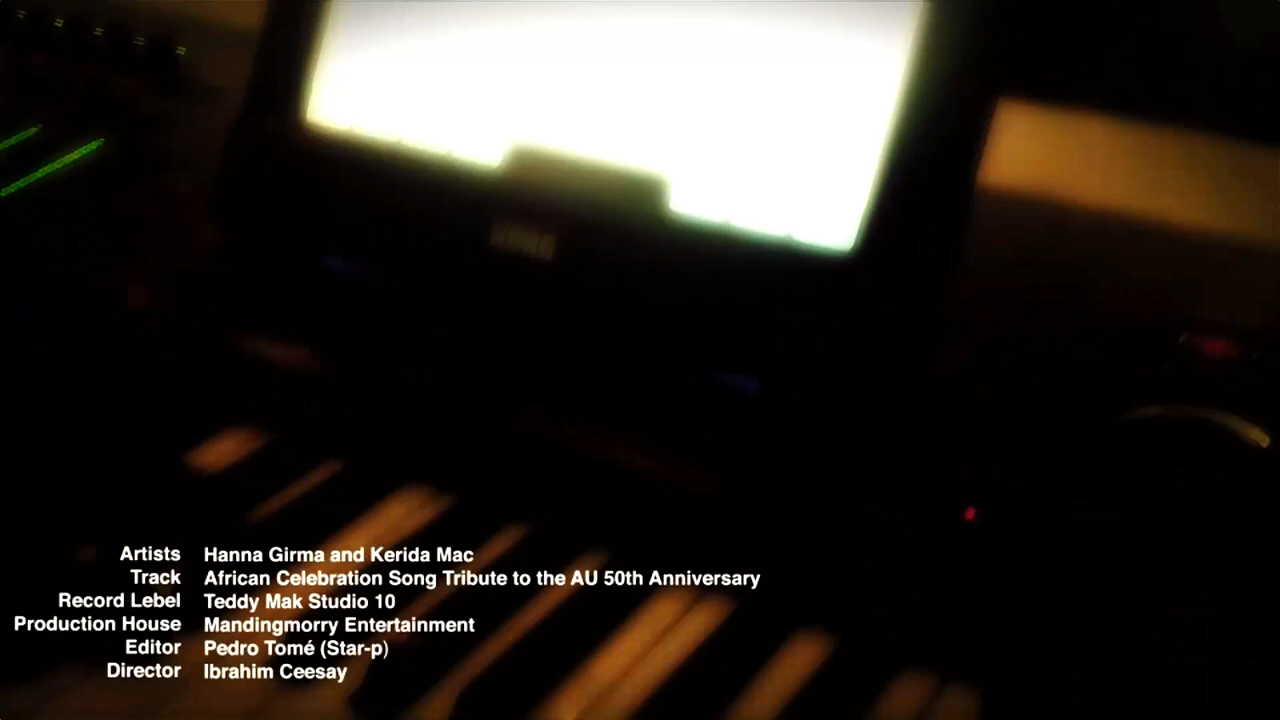 Artists Hanna Girma and Kerida Mac
Track African Celebration Song Tribute to the AU 50th Anniversary
Record Lebel Teddy Mak Studio 10
Production House Mandingmorry Entertainment
Editor Pedro Tomé (Star-p)
Director Ibrahim Ceesay